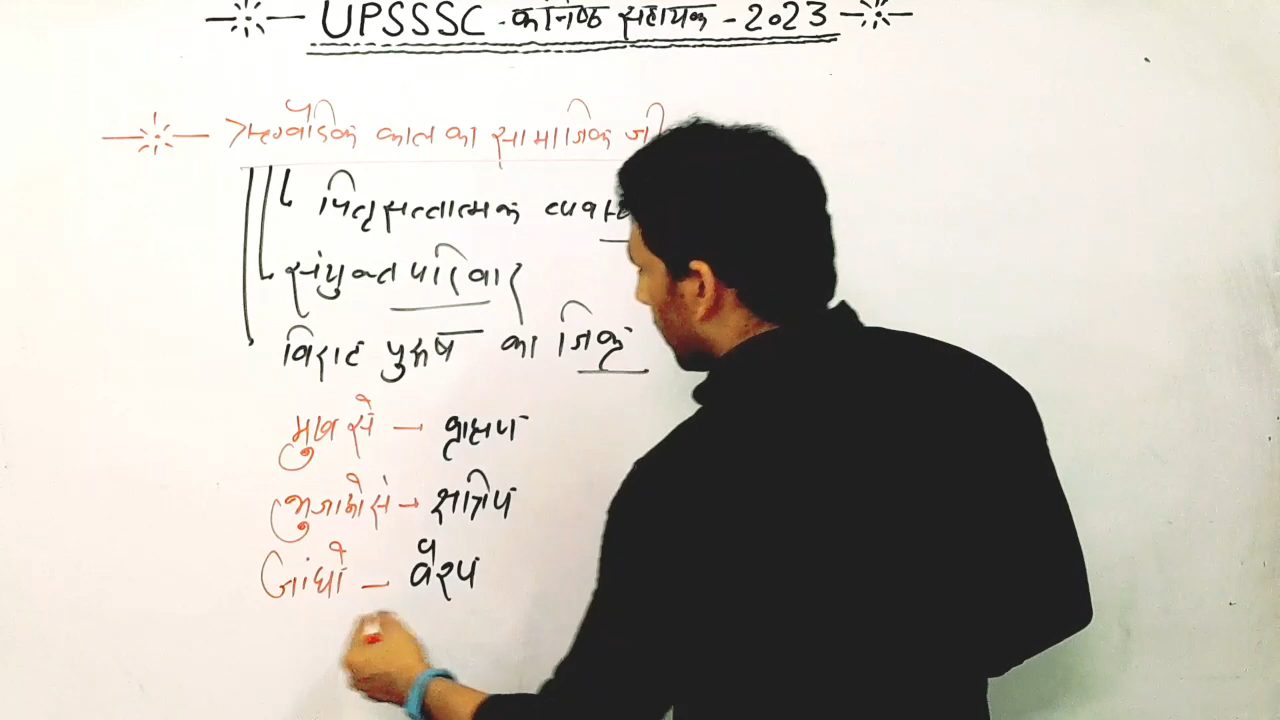 UPSSSC - कनिष्ठ सहायक - 2023
ऋग्वैदिक काल का सामाजिक
पितृसत्तात्मक
संयुक्त परिवार
विराट पुरुष का जिक्र
मुख से → ब्राह्मण
भुजाओं से → क्षत्रिय
जांघों - वैश्य